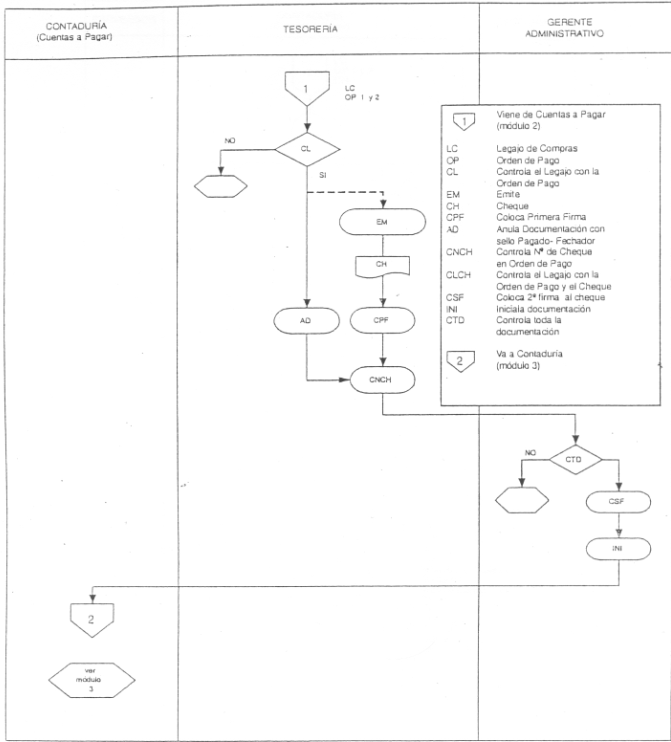 CONTADURÍA
(Cuentas a Pagar)
TESORERÍA
GERENTE
ADMINISTRATIVO
1
LC
OP 1 y 2
NO
CL
SI
EM
CH
AD
CPF
CNCH
1
Viene de Cuentas a Pagar
(módulo 2)
LC Legajo de Compras
OP Orden de Pago
CL Controla el Legajo con la
Orden de Pago
EM Emite
CH Cheque
CPF Coloca Primera Firma
AD Anula Documentación con
sello Pagado- Fechador
CNCH Controla Nº de Cheque
en Orden de Pago
CLCH Controla el Legajo con la
Orden de Pago y el Cheque
CSF Coloca 2ª firma al cheque
INI Iniciala documentación
CTD Controla toda la
documentación
2
Va a Contaduría
(módulo 3)
NO
CTD
CSF
INI
2
ver
módulo
3